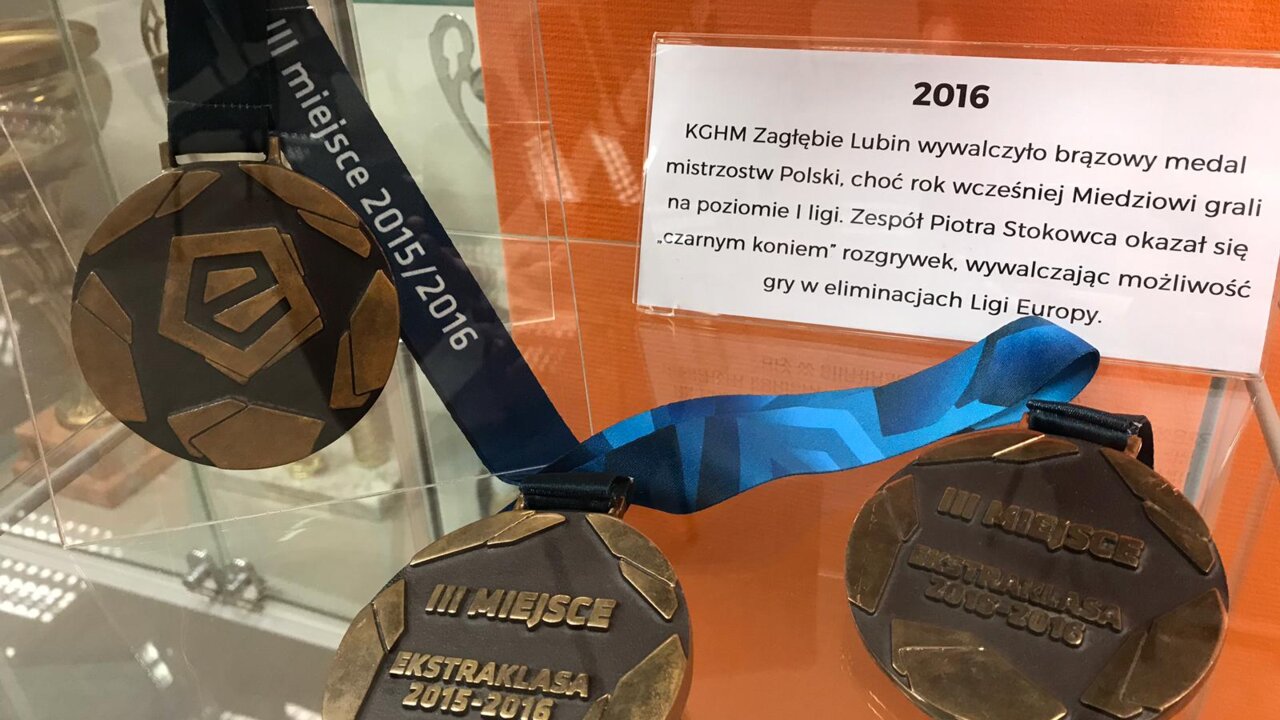 III miejsce 2015/2016
2016
KGHM Zagłębie Lubin wywalczyło brązowy medal
mistrzostw Polski, choć rok wcześniej Miedziowi grali
na poziomie I ligi. Zespół Piotra Stokowca okazał się
„czarnym koniem” rozgrywek, wywalczając możliwość
gry w eliminacjach Ligi Europy.
III MIEJSCE
EKSTRAKLASA
2015-2016
III MIEJSCE
EKSTRAKLASA
2015-2016